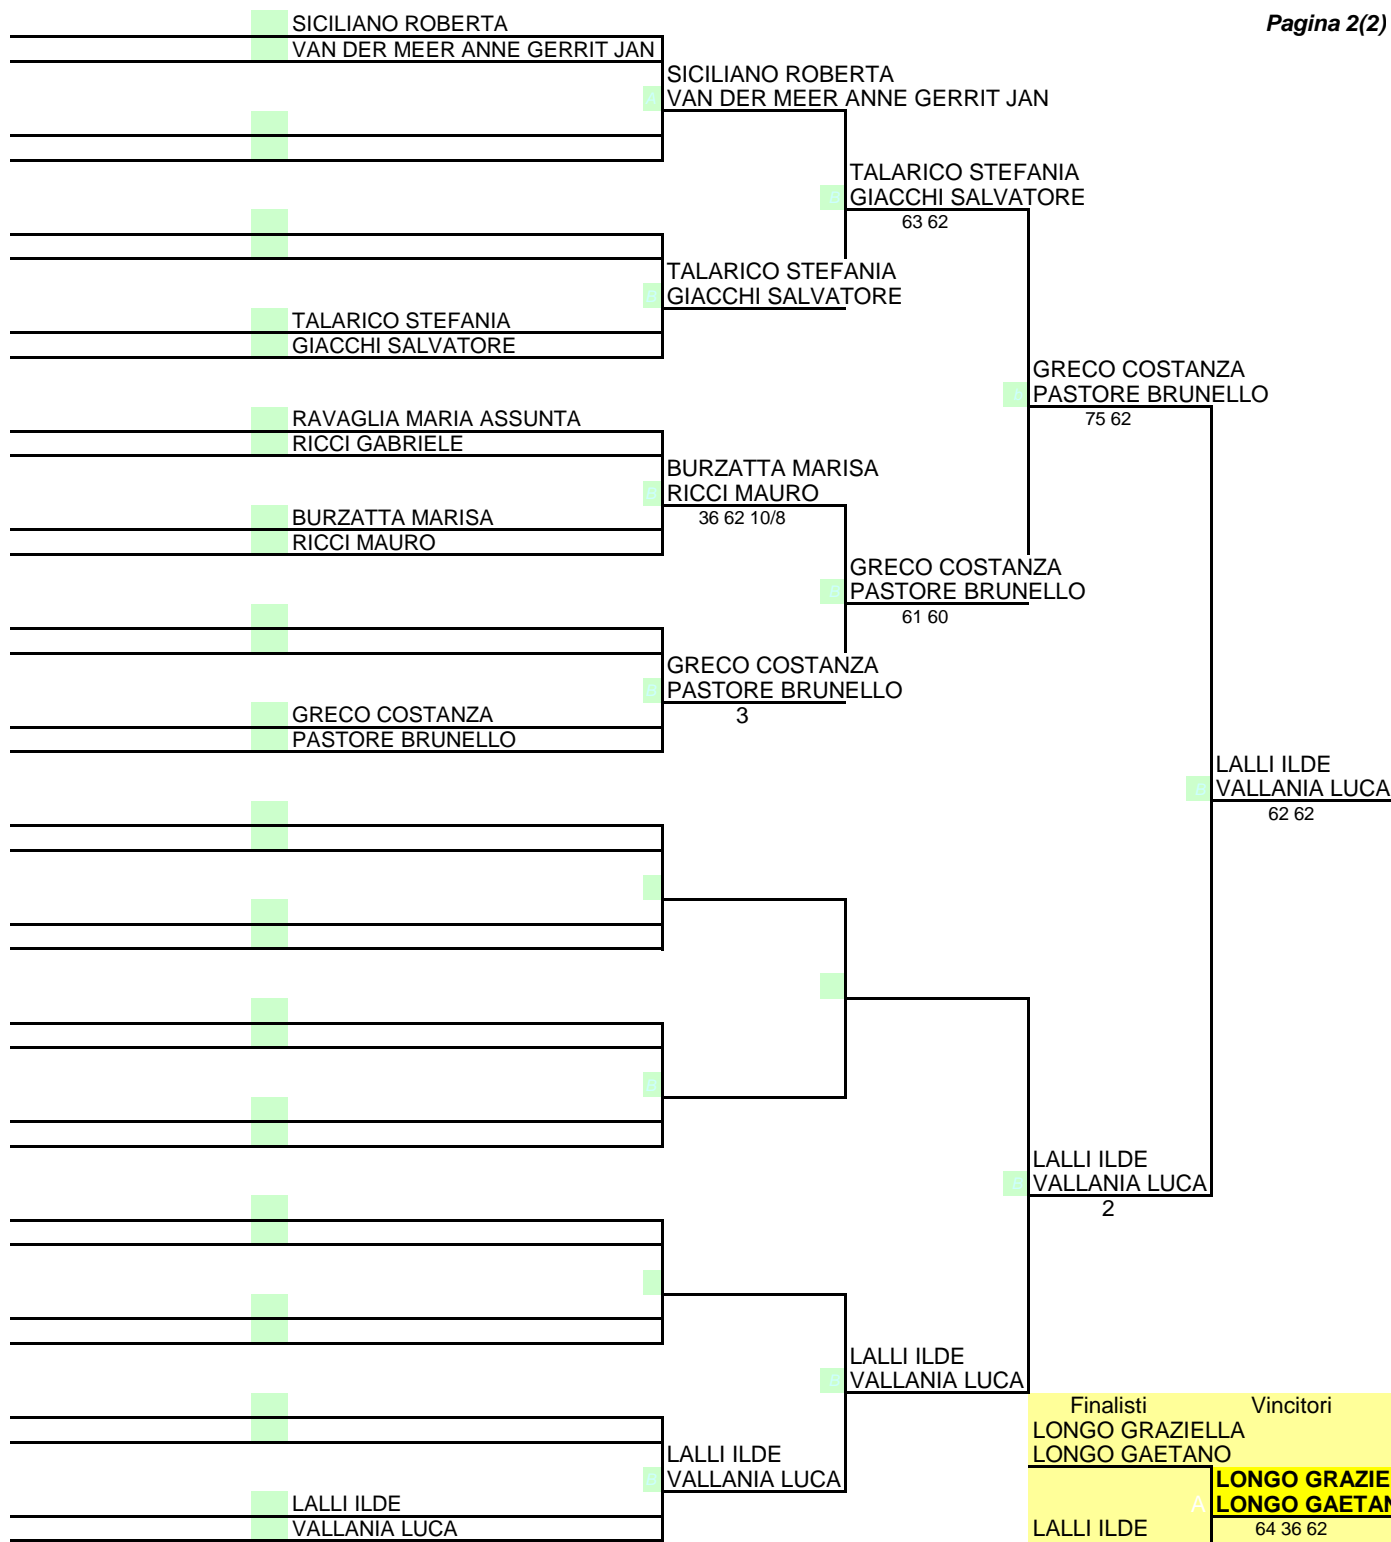 Pagina 2(2)
SICILIANO ROBERTA
VAN DER MEER ANNE GERRIT JAN
SICILIANO ROBERTA
VAN DER MEER ANNE GERRIT JAN
TALARICO STEFANIA
GIACCHI SALVATORE
63 62
TALARICO STEFANIA
GIACCHI SALVATORE
TALARICO STEFANIA
GIACCHI SALVATORE
GRECO COSTANZA
PASTORE BRUNELLO
75 62
RAVAGLIA MARIA ASSUNTA
RICCI GABRIELE
BURZATTA MARISA
RICCI MAURO
36 62 10/8
BURZATTA MARISA
RICCI MAURO
GRECO COSTANZA
PASTORE BRUNELLO
61 60
GRECO COSTANZA
PASTORE BRUNELLO
3
GRECO COSTANZA
PASTORE BRUNELLO
LALLI ILDE
VALLANIA LUCA
62 62
LALLI ILDE
VALLANIA LUCA
2
LALLI ILDE
VALLANIA LUCA
Finalisti Vincitori
LONGO GRAZIELLA
LONGO GAETANO
LALLI ILDE
VALLANIA LUCA
LONGO GRAZIE
A LONGO GAETAN
64 36 62
LALLI ILDE
VALLANIA LUCA
LALLI ILDE